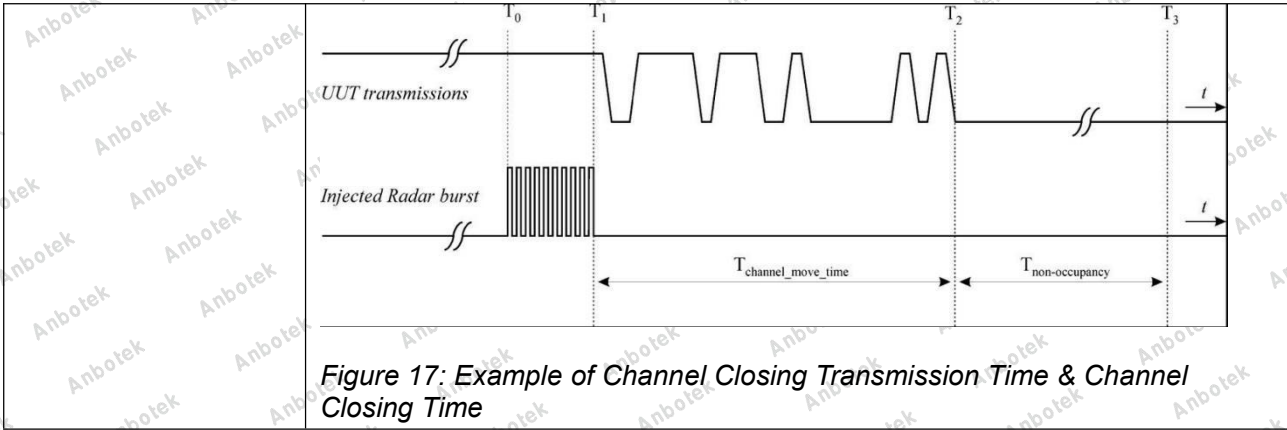 T0 T1 T2 T3
UUT transmissions
t
Injected Radar burst
t
Tchannel_move_time Tnon-occupancy
Figure 17: Example of Channel Closing Transmission Time & Channel
Closing Time
Anbotek